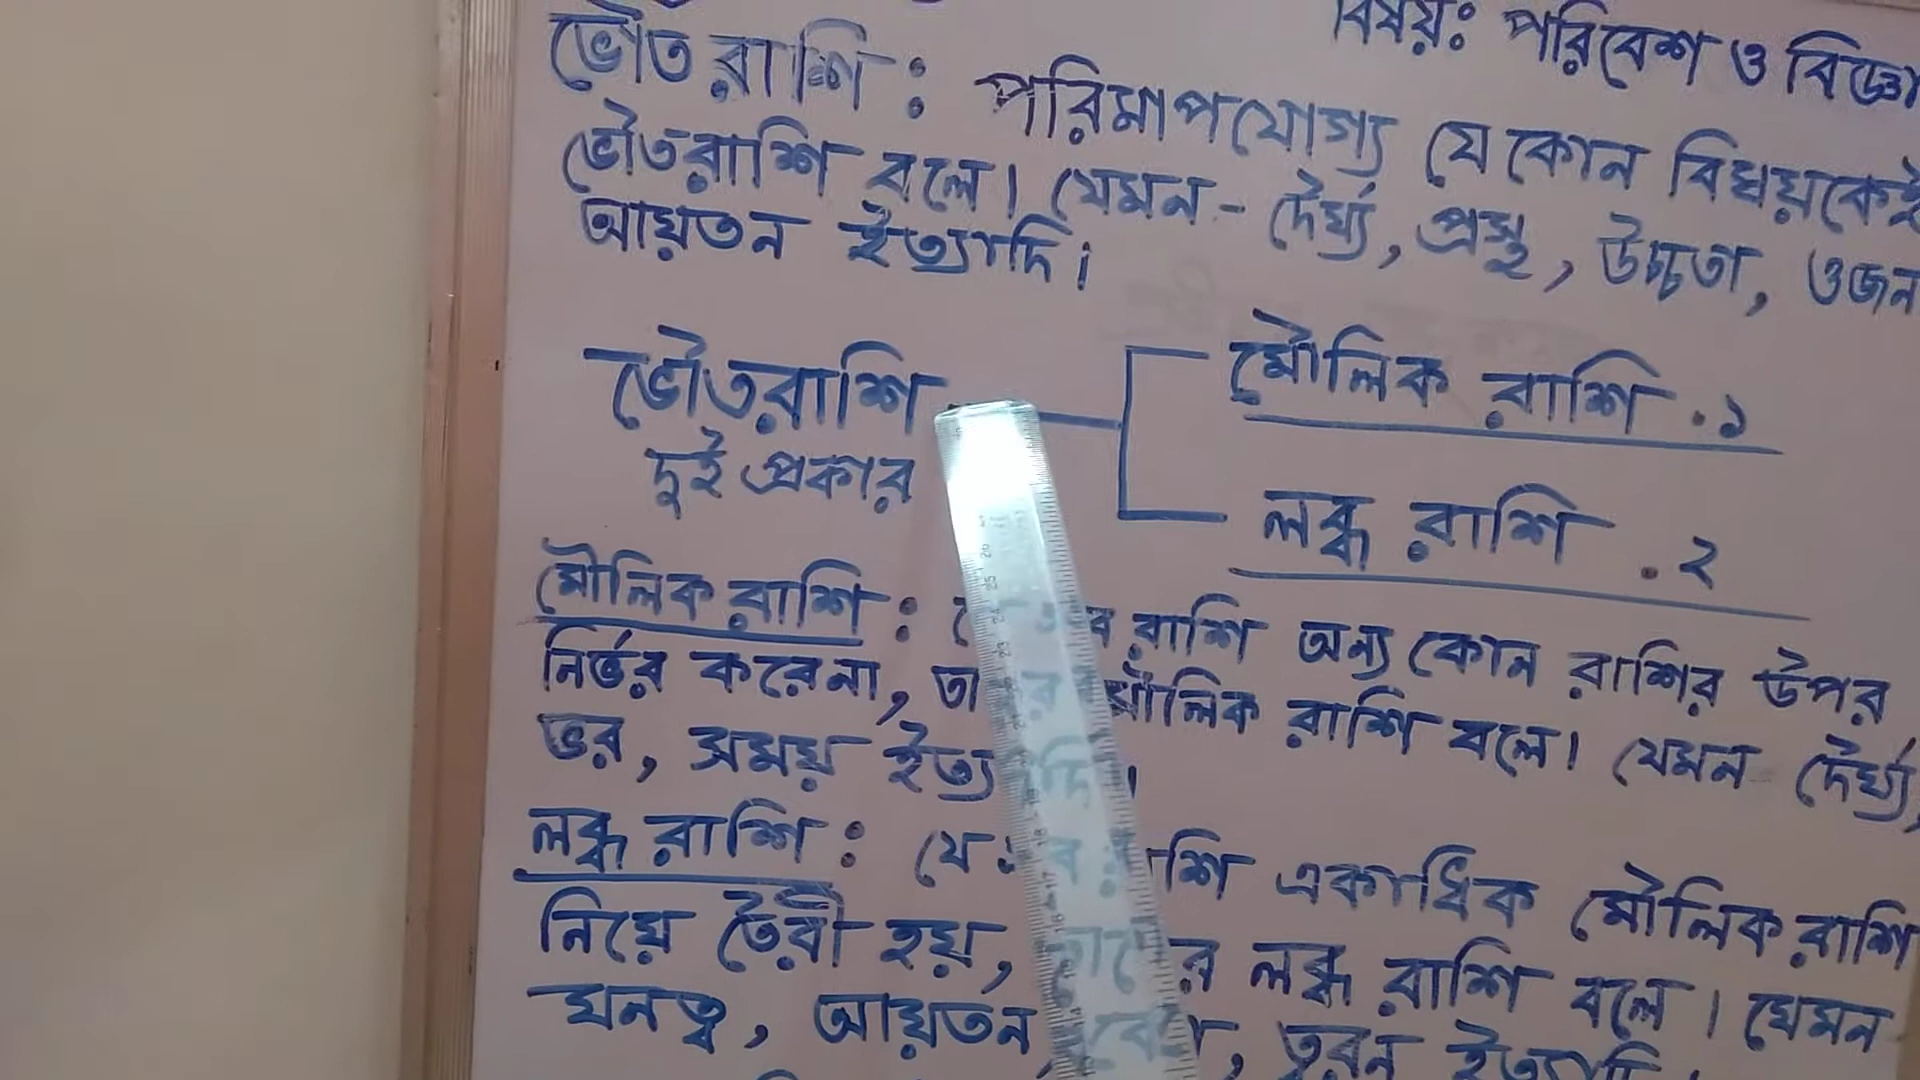 বিষয়ঃ পরিবেশ ও বিজ্ঞা
ভৌত রাশি : পরিমাপযোগ্য যে কোন বিষয়কেই
ভৌতরাশি বলে। যেমন - দৈর্ঘ্য, প্রস্থ, উচ্চতা, ওজন
আয়তন ইত্যাদি।
ভৌতরাশি মৌলিক রাশি .১
দুই প্রকার
লব্ধ রাশি .২
মৌলিক রাশি : রাশি অন্য কোন রাশির উপর
নির্ভর করেনা, মৌলিক রাশি বলে। যেমন দৈর্ঘ্য,
ভর, সময় ইত্যাদি।
লব্ধ রাশি : রাশি একাধিক মৌলিক রাশি
নিয়ে তৈরী হয়, তাদের লব্ধ রাশি বলে। যেমন
ঘনত্ব, আয়তন, ত্বরন ইত্যাদি।